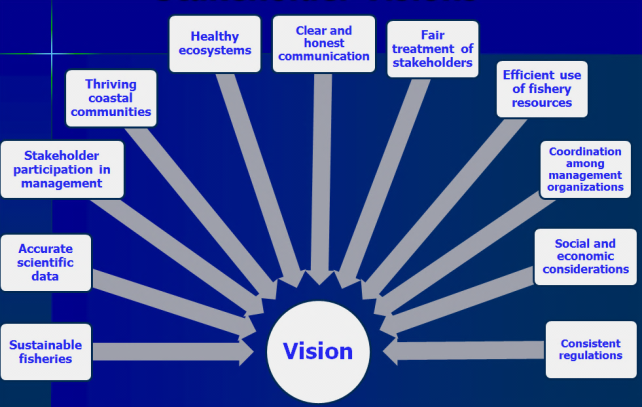 Healthy
ecosystems
Clear and
honest
communication
Fair
treatment of
stakeholders
Thriving
coastal
communities
Efficient use
of fishery
resources
Stakeholder
participation in
management
Coordination
among
management
organizations
Accurate
scientific
data
Social and
economic
considerations
Sustainable
fisheries
Vision
Consistent
regulations